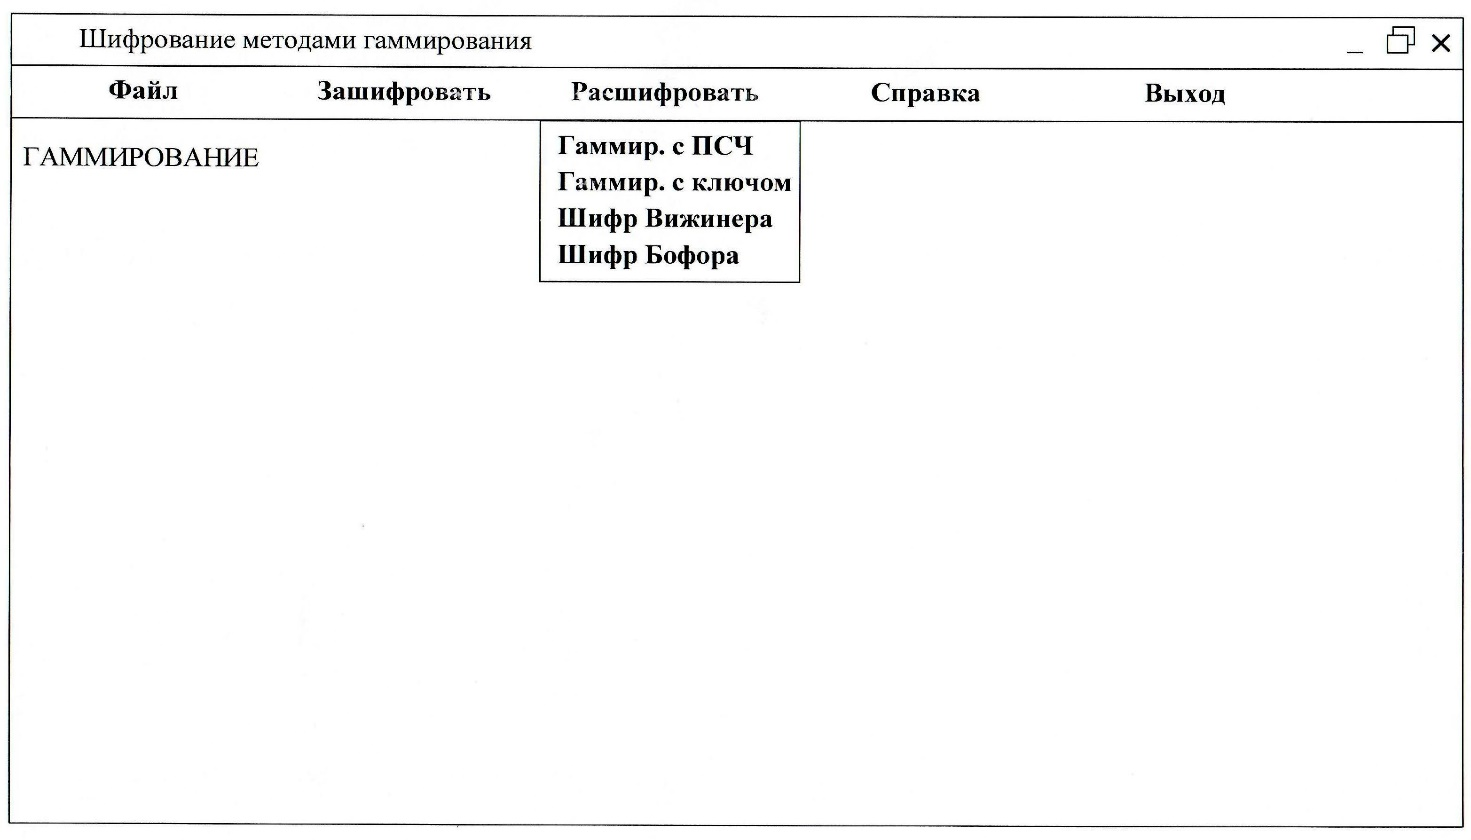 Шифрование методами гаммирования
Файл Зашифровать Расшифровать Справка Выход
ГАММИРОВАНИЕ
Гаммир. с ПСЧ
Гаммир. с ключом
Шифр Вижинера
Шифр Бофора